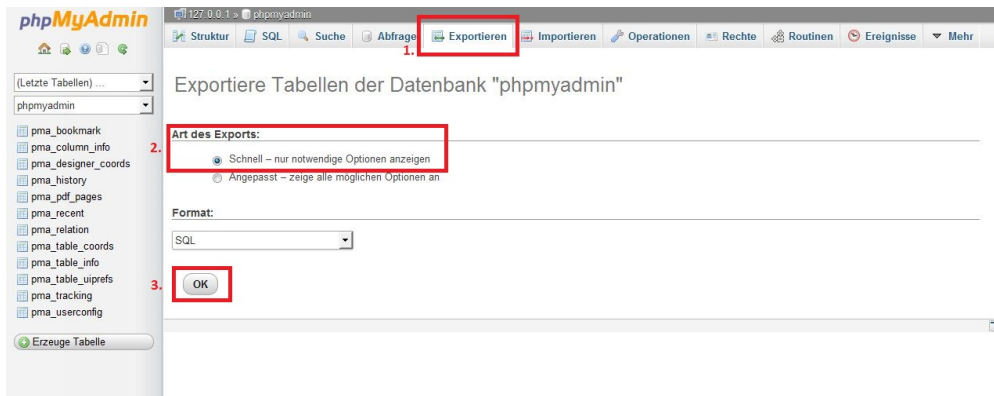 phpMyAdmin
127.0.0.1 » phpmyadmin
Struktur SQL Suche Abfrage Exportieren Importieren Operationen Rechte Routinen Ereignisse Mehr
1.
(Letzte Tabellen) ...
phpmyadmin
pma_bookmark
pma_column_info
pma_designer_coords
pma_history
pma_pdf_pages
pma_recent
pma_relation
pma_table_coords
pma_table_info
pma_table_uiprefs
pma_tracking
pma_userconfig
Erzeuge Tabelle
Exportiere Tabellen der Datenbank "phpmyadmin"
Art des Exports:
2.
Schnell – nur notwendige Optionen anzeigen
Angepasst – zeige alle möglichen Optionen an
Format:
SQL
3.
OK